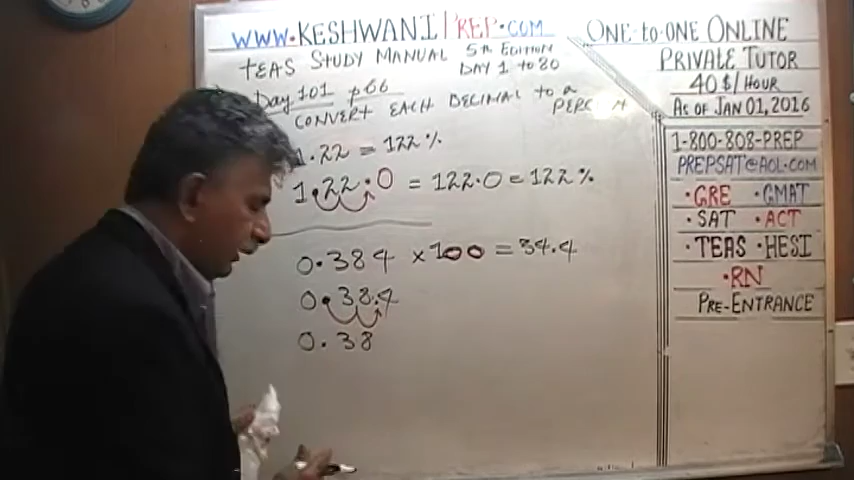 WWW.KESHWANIPREP.COM
TEAS STUDY MANUAL 5th EDITION
DAY 1 to 80
Day 101 p66
CONVERT EACH DECIMAL to a
1.22 = 122%
1.22.0 = 122.0 = 122%
0.384 × 100 = 34.4
0.38.4
0.38
ONE-to-ONE ONLINE
PRIVATE TUTOR
40$/HOUR
AS OF JAN 01,2016
1-800-808-PREP
PREPSAT@AOL.COM
•GRE •GMAT
•SAT •ACT
•TEAS •HESI
•RN
PRE-ENTRANCE